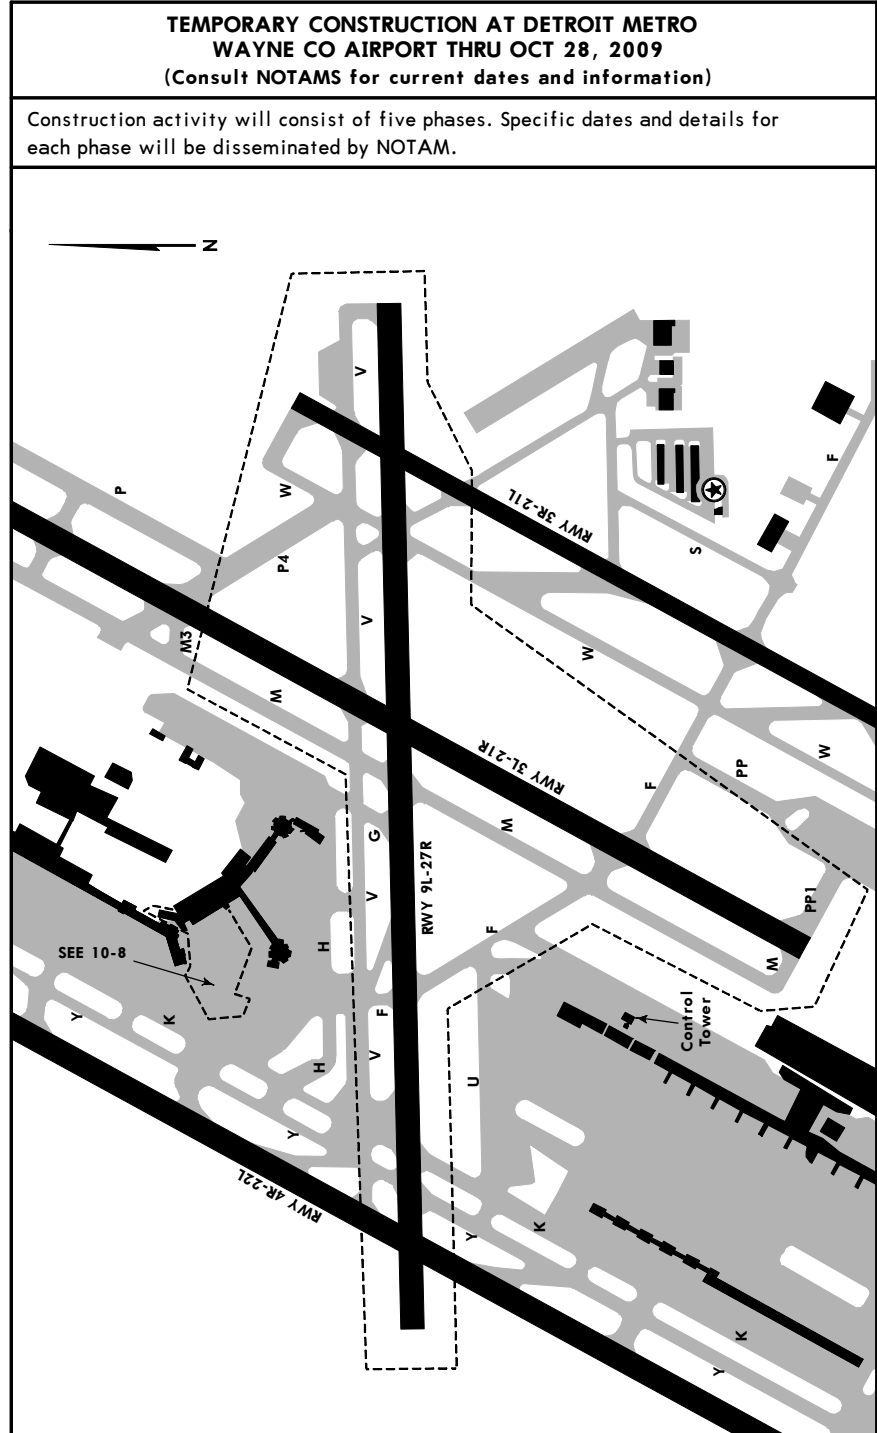 TEMPORARY CONSTRUCTION AT DETROIT METRO
WAYNE CO AIRPORT THRU OCT 28, 2009
(Consult NOTAMS for current dates and information)
Construction activity will consist of five phases. Specific dates and details for
each phase will be disseminated by NOTAM.
N
V
P
W
F
RWY 3R-21L
P4
S
V
M3
W
M
W
RWY 3L-21R
PP
F
G
M
V
RWY 9L-27R
PP1
H
F
SEE 10-8
M
Y
K
F
Control
Tower
V
H
U
Y
RWY 4R-22L
Y
K
K
Y